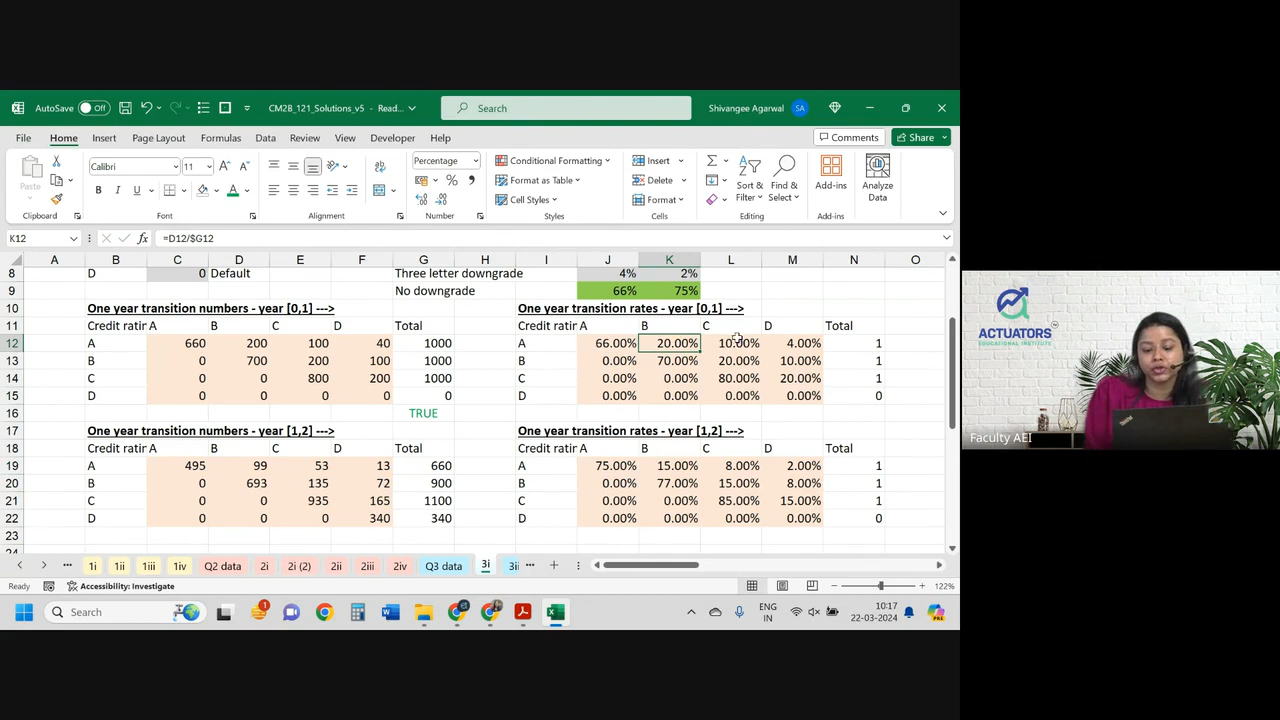 AutoSave Off CM2B_121_Solutions_v5 - Read... Search Shivangee Agarwal SA
File Home Insert Page Layout Formulas Data Review View Developer Help Comments Share
Paste Calibri 11 A A B I U A ab Percentage % Conditional Formatting Format as Table Cell Styles Insert Delete Format Sort & Filter Find & Select Add-ins Analyze Data
Clipboard Font Alignment Number Styles Cells Editing Add-ins
K12 fx =D12/$G12
A B C D E F G H I J K L M N O
8 D 0 Default Three letter downgrade 4% 2%
9 No downgrade 66% 75%
10 One year transition numbers - year [0,1] ---> One year transition rates - year [0,1] --->
11 Credit ratir A B C D Total Credit ratir A B C D Total
12 A 660 200 100 40 1000 A 66.00% 20.00% 10.00% 4.00% 1
13 B 0 700 200 100 1000 B 0.00% 70.00% 20.00% 10.00% 1
14 C 0 0 800 200 1000 C 0.00% 0.00% 80.00% 20.00% 1
15 D 0 0 0 0 0 D 0.00% 0.00% 0.00% 0.00% 0
16 TRUE
17 One year transition numbers - year [1,2] ---> One year transition rates - year [1,2] --->
18 Credit ratir A B C D Total Credit ratir A B C D Total
19 A 495 99 53 13 660 A 75.00% 15.00% 8.00% 2.00% 1
20 B 0 693 135 72 900 B 0.00% 77.00% 15.00% 8.00% 1
21 C 0 0 935 165 1100 C 0.00% 0.00% 85.00% 15.00% 1
22 D 0 0 0 340 340 D 0.00% 0.00% 0.00% 0.00% 0
23
24
1i 1ii 1iii 1iv Q2 data 2i 2i (2) 2ii 2iii 2iv Q3 data 3i 3ii
Ready Accessibility: Investigate 122%
Search 1 ENG IN 10:17 22-03-2024
ACTUATORS
EDUCATIONAL INSTITUTE
Faculty AEI